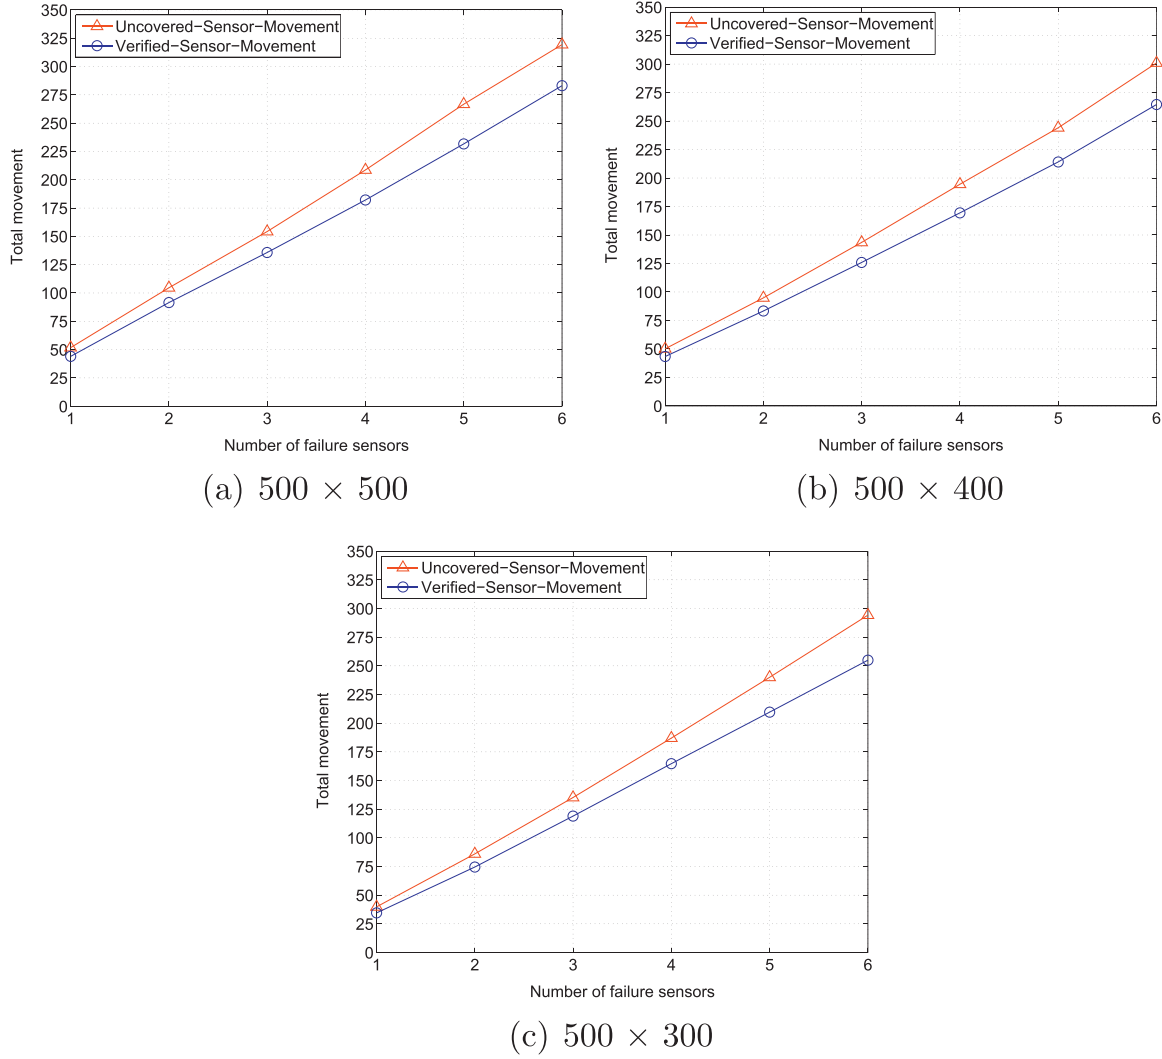 350
325
300
275
250
225
200
175
150
125
100
75
50
25
0
Total movement
Uncovered−Sensor−Movement
Verified−Sensor−Movement
1 2 3 4 5 6
Number of failure sensors
(a) 500 × 500
350
325
300
275
250
225
200
175
150
125
100
75
50
25
0
Total movement
Uncovered−Sensor−Movement
Verified−Sensor−Movement
1 2 3 4 5 6
Number of failure sensors
(b) 500 × 400
350
325
300
275
250
225
200
175
150
125
100
75
50
25
0
Total movement
Uncovered−Sensor−Movement
Verified−Sensor−Movement
1 2 3 4 5 6
Number of failure sensors
(c) 500 × 300